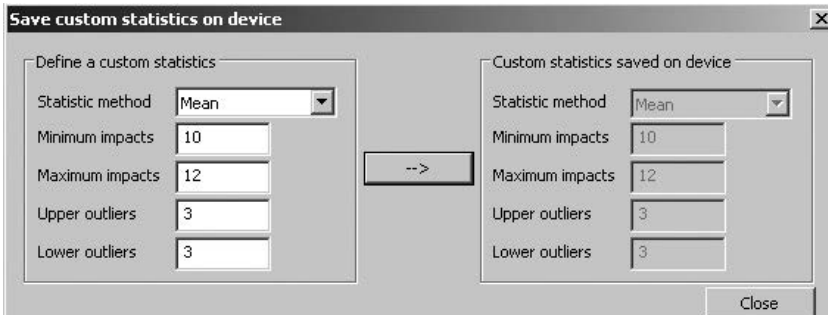 Save custom statistics on device
Define a custom statistics
Statistic method Mean
Minimum impacts 10
Maximum impacts 12
Upper outliers 3
Lower outliers 3
-->
Custom statistics saved on device
Statistic method Mean
Minimum impacts 10
Maximum impacts 12
Upper outliers 3
Lower outliers 3
Close